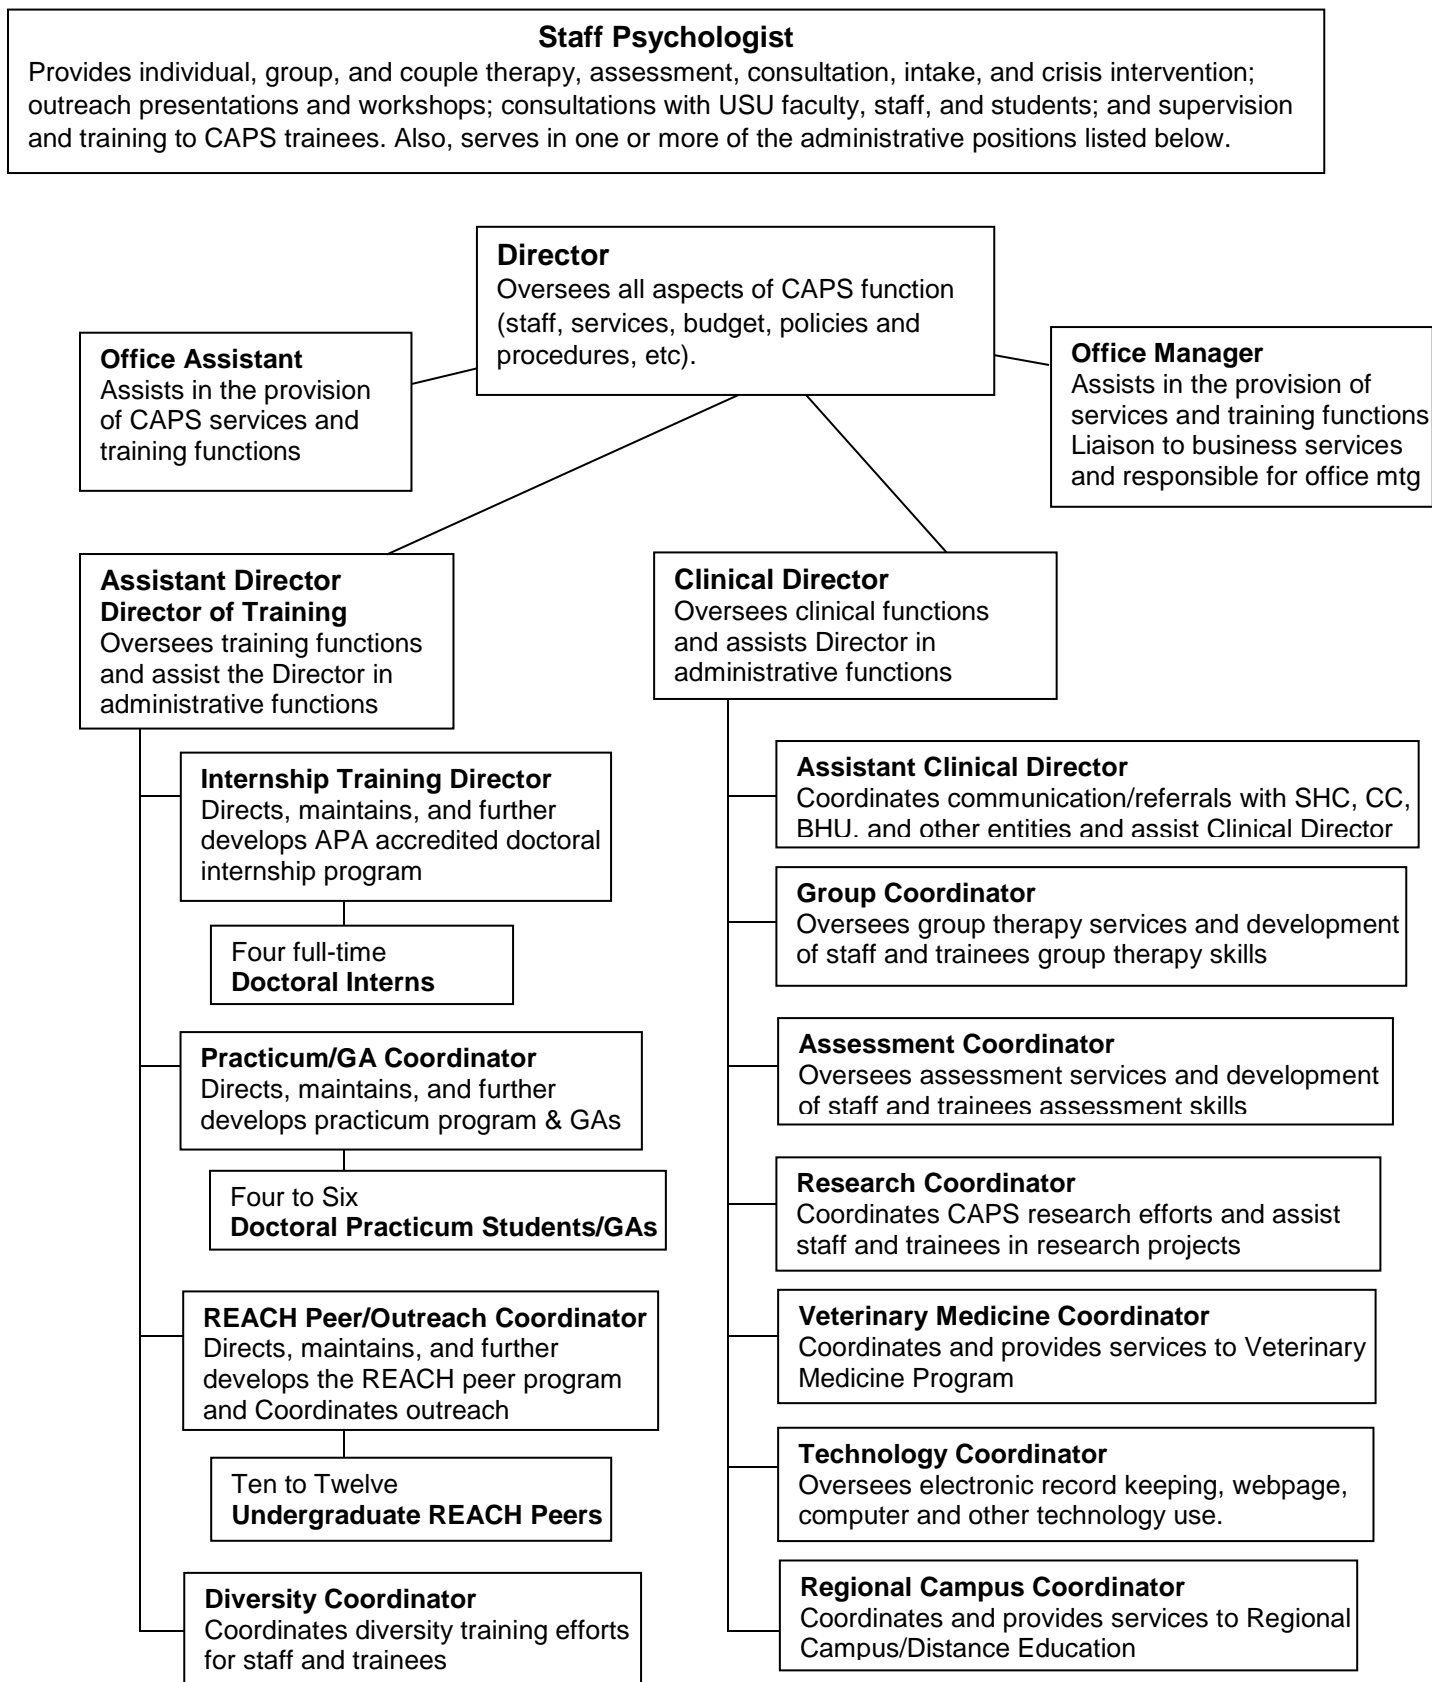 Staff Psychologist
Provides individual, group, and couple therapy, assessment, consultation, intake, and crisis intervention;
outreach presentations and workshops; consultations with USU faculty, staff, and students; and supervision
and training to CAPS trainees. Also, serves in one or more of the administrative positions listed below.
Director
Oversees all aspects of CAPS function
(staff, services, budget, policies and
procedures, etc).
Office Assistant
Assists in the provision
of CAPS services and
training functions
Office Manager
Assists in the provision of
services and training functions
Liaison to business services
and responsible for office mtg
Assistant Director
Director of Training
Oversees training functions
and assist the Director in
administrative functions
Clinical Director
Oversees clinical functions
and assists Director in
administrative functions
Internship Training Director
Directs, maintains, and further
develops APA accredited doctoral
internship program
Four full-time
Doctoral Interns
Practicum/GA Coordinator
Directs, maintains, and further
develops practicum program & GAs
Four to Six
Doctoral Practicum Students/GAs
REACH Peer/Outreach Coordinator
Directs, maintains, and further
develops the REACH peer program
and Coordinates outreach
Ten to Twelve
Undergraduate REACH Peers
Diversity Coordinator
Coordinates diversity training efforts
for staff and trainees
Assistant Clinical Director
Coordinates communication/referrals with SHC, CC,
BHU, and other entities and assist Clinical Director
Group Coordinator
Oversees group therapy services and development
of staff and trainees group therapy skills
Assessment Coordinator
Oversees assessment services and development
of staff and trainees assessment skills
Research Coordinator
Coordinates CAPS research efforts and assist
staff and trainees in research projects
Veterinary Medicine Coordinator
Coordinates and provides services to Veterinary
Medicine Program
Technology Coordinator
Oversees electronic record keeping, webpage,
computer and other technology use.
Regional Campus Coordinator
Coordinates and provides services to Regional
Campus/Distance Education